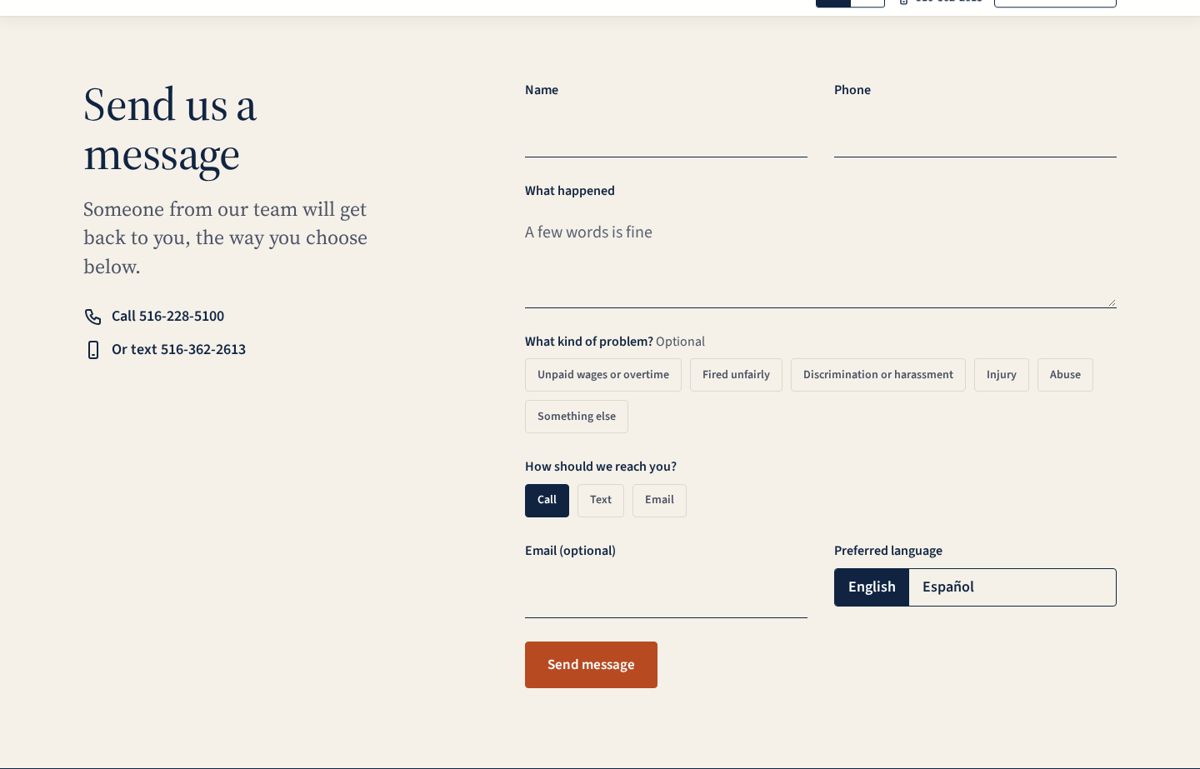 Send us a
message
Someone from our team will get
back to you, the way you choose
below.
Call 516-228-5100
Or text 516-362-2613
Name
Phone
What happened
A few words is fine
What kind of problem? Optional
Unpaid wages or overtime
Fired unfairly
Discrimination or harassment
Injury
Abuse
Something else
How should we reach you?
Call
Text
Email
Email (optional)
Preferred language
English
Español
Send message